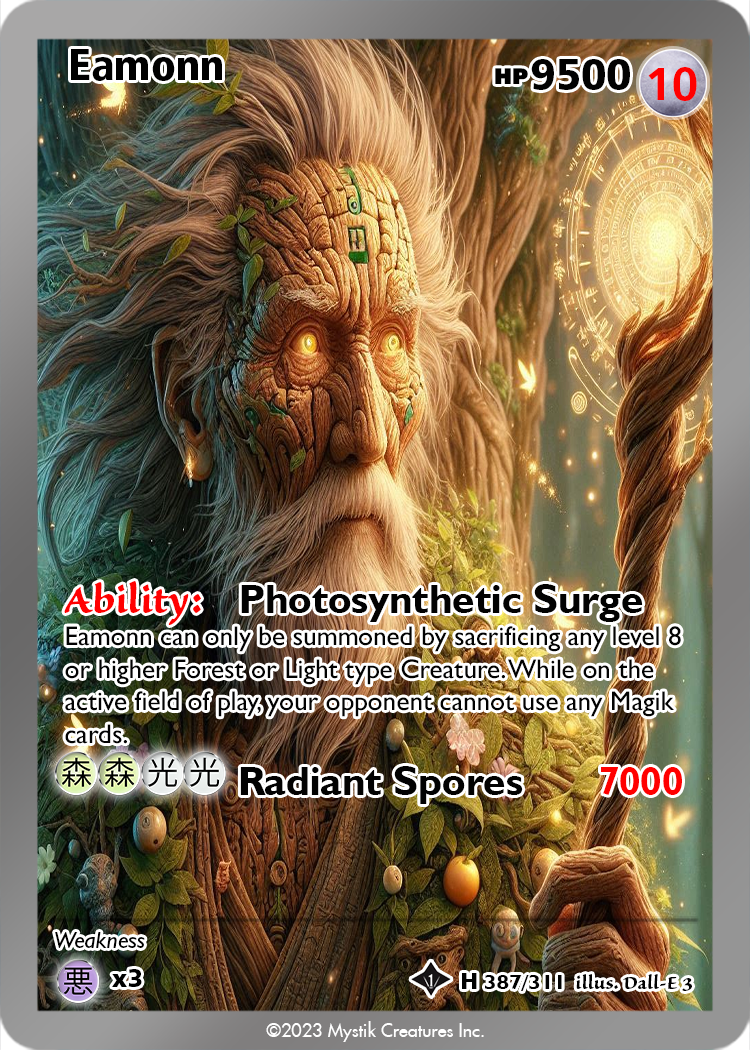 Eamonn HP9500 10
Ability: Photosynthetic Surge
Eamonn can only be summoned by sacrificing any level 8
or higher Forest or Light type Creature. While on the
active field of play, your opponent cannot use any Magik
cards.
森 森 光 光 Radiant Spores 7000
Weakness
悪 x3
1 H 387/311 illus. Dall-E 3
©2023 Mystik Creatures Inc.